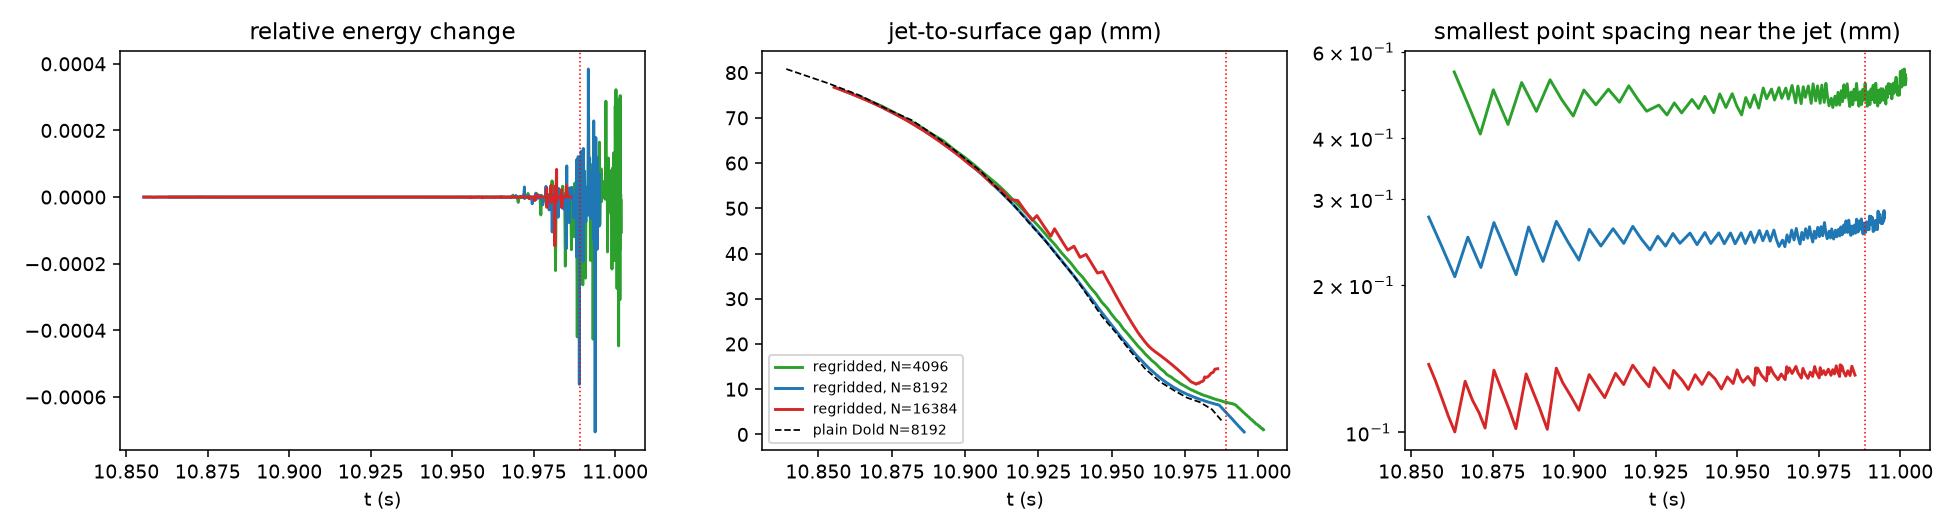 relative energy change
0.0004
0.0002
0.0000
−0.0002
−0.0004
−0.0006
10.850 10.875 10.900 10.925 10.950 10.975 11.000
t (s)
jet-to-surface gap (mm)
80
70
60
50
40
30
20
10
0
regridded, N=4096
regridded, N=8192
regridded, N=16384
plain Dold N=8192
10.850 10.875 10.900 10.925 10.950 10.975 11.000
t (s)
smallest point spacing near the jet (mm)
6 × 10⁻¹
4 × 10⁻¹
3 × 10⁻¹
2 × 10⁻¹
10⁻¹
10.850 10.875 10.900 10.925 10.950 10.975 11.000
t (s)